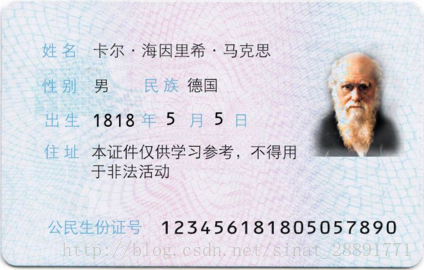 姓名 卡尔·海因里希·马克思
性别 男 民族 德国
出生 1818 年 5 月 5 日
住址 本证件仅供学习参考，不得用
于非法活动
公民身份证号 123456181805057890
http://blog.csdn.net/sinat_28891771